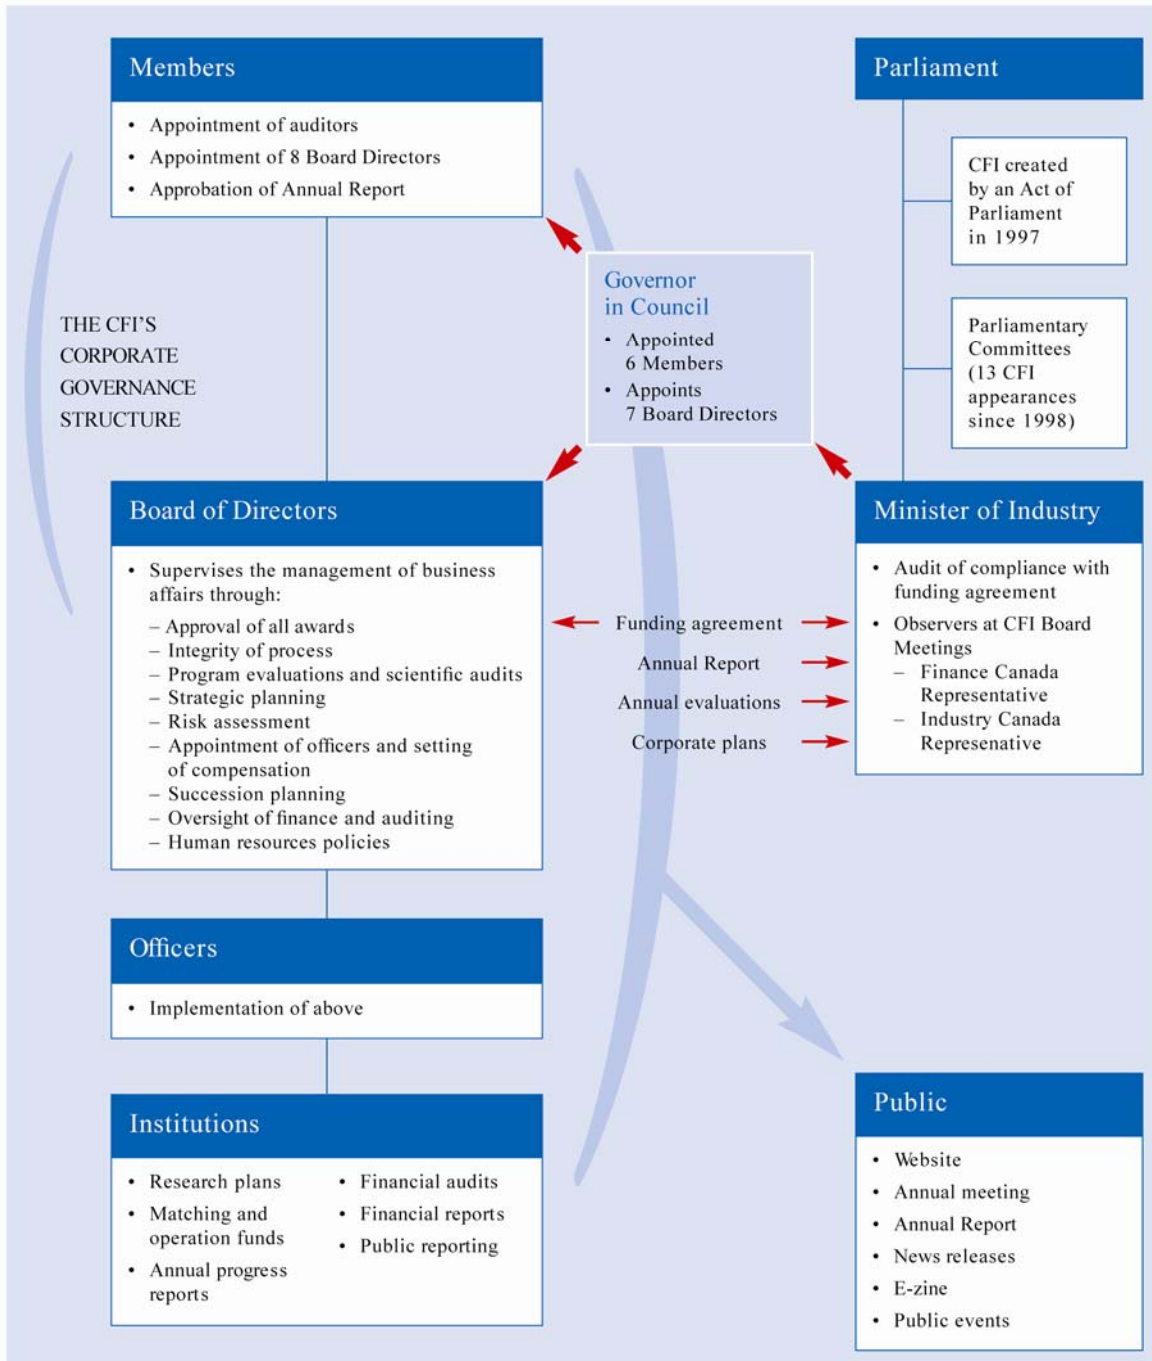 Members
• Appointment of auditors
• Appointment of 8 Board Directors
• Approbation of Annual Report
Parliament
CFI created
by an Act of
Parliament
in 1997
Parliamentary
Committees
(13 CFI
appearances
since 1998)
Governor
in Council
• Appointed
6 Members
• Appoints
7 Board Directors
THE CFI'S
CORPORATE
GOVERNANCE
STRUCTURE
Board of Directors
• Supervises the management of business
affairs through:
– Approval of all awards
– Integrity of process
– Program evaluations and scientific audits
– Strategic planning
– Risk assessment
– Appointment of officers and setting
of compensation
– Succession planning
– Oversight of finance and auditing
– Human resources policies
Funding agreement
Annual Report
Annual evaluations
Corporate plans
Minister of Industry
• Audit of compliance with
funding agreement
• Observers at CFI Board
Meetings
– Finance Canada
Representative
– Industry Canada
Represenative
Officers
• Implementation of above
Institutions
• Research plans
• Matching and
operation funds
• Annual progress
reports
• Financial audits
• Financial reports
• Public reporting
Public
• Website
• Annual meeting
• Annual Report
• News releases
• E-zine
• Public events